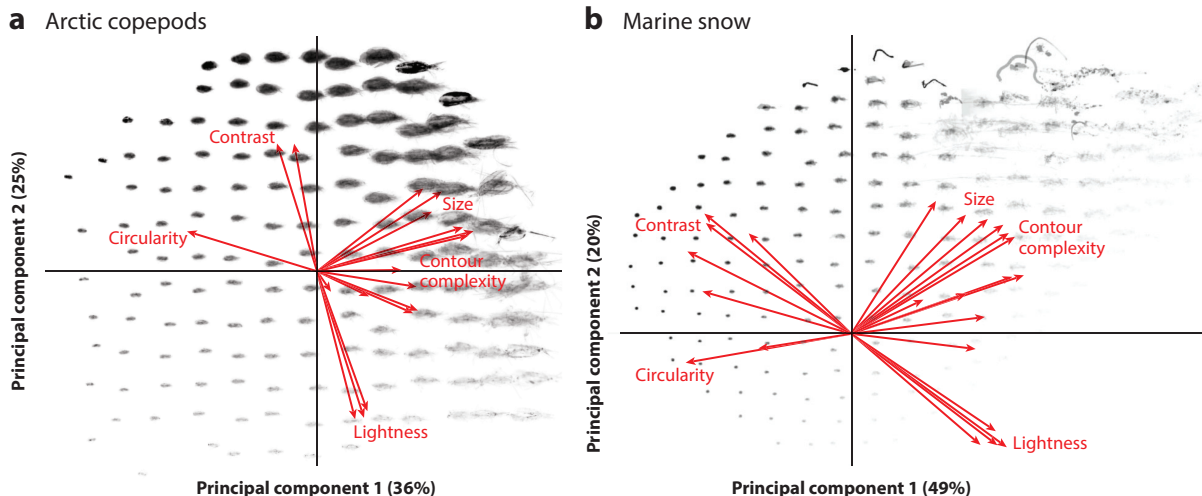 a Arctic copepods
Contrast
Size
Circularity
Contour
complexity
Lightness
Principal component 2 (25%)
Principal component 1 (36%)
b Marine snow
Contrast
Size
Contour
complexity
Circularity
Lightness
Principal component 2 (20%)
Principal component 1 (49%)